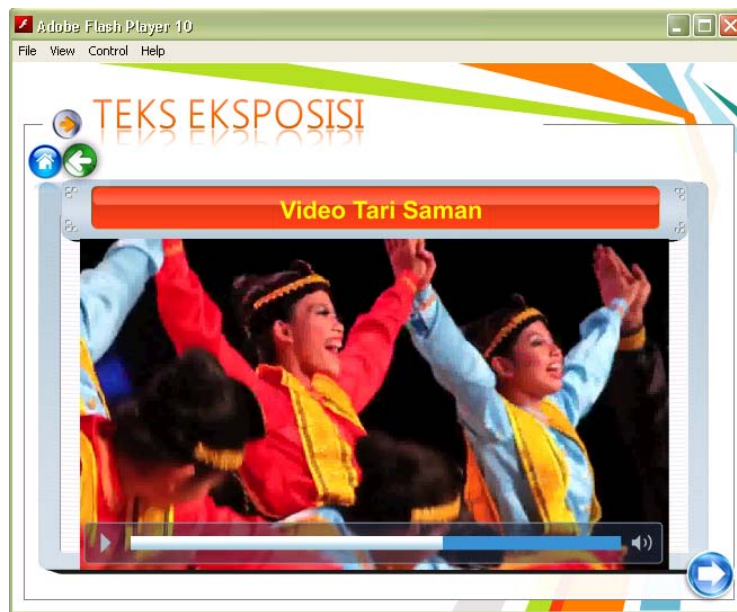 Adobe Flash Player 10
File View Control Help
TEKS EKSPOSISI
Video Tari Saman